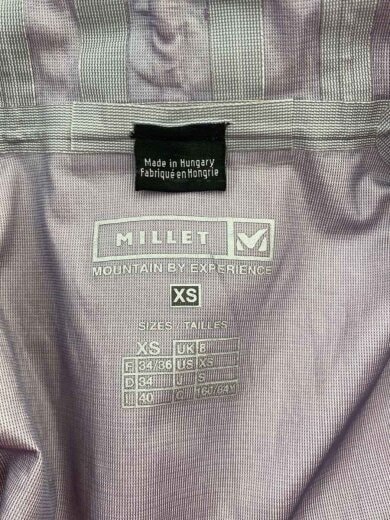 Made in Hungary
Fabriqué en Hongrie
MILLET
MOUNTAIN BY EXPERIENCE
XS
SIZES / TAILLES
XS UK 8
F 34/36 US XS
D 34 J S
I 40 C